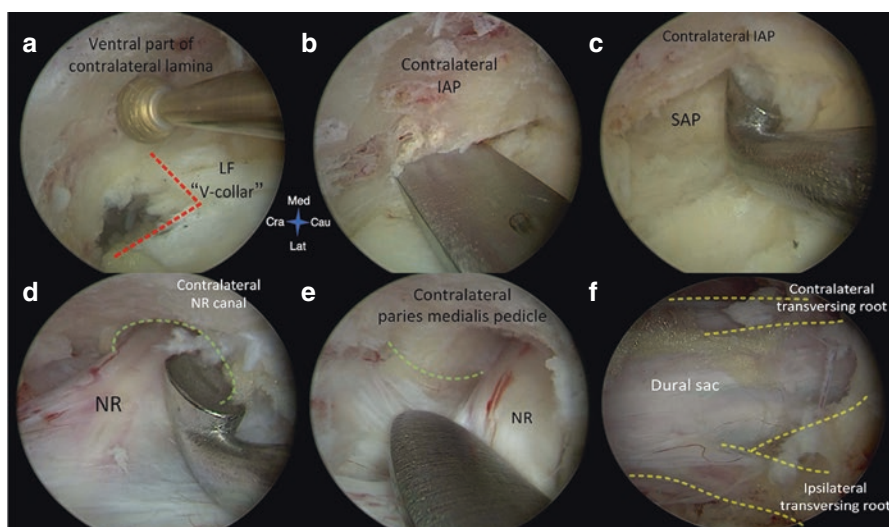 a
Ventral part of
contralateral lamina
LF
“V-collar”
Med
Cra
Cau
Lat
b
Contralateral
IAP
c
Contralateral IAP
SAP
d
Contralateral
NR canal
NR
e
Contralateral
paries medialis pedicle
NR
f
Contralateral
transversing root
Dural sac
Ipsilateral
transversing root